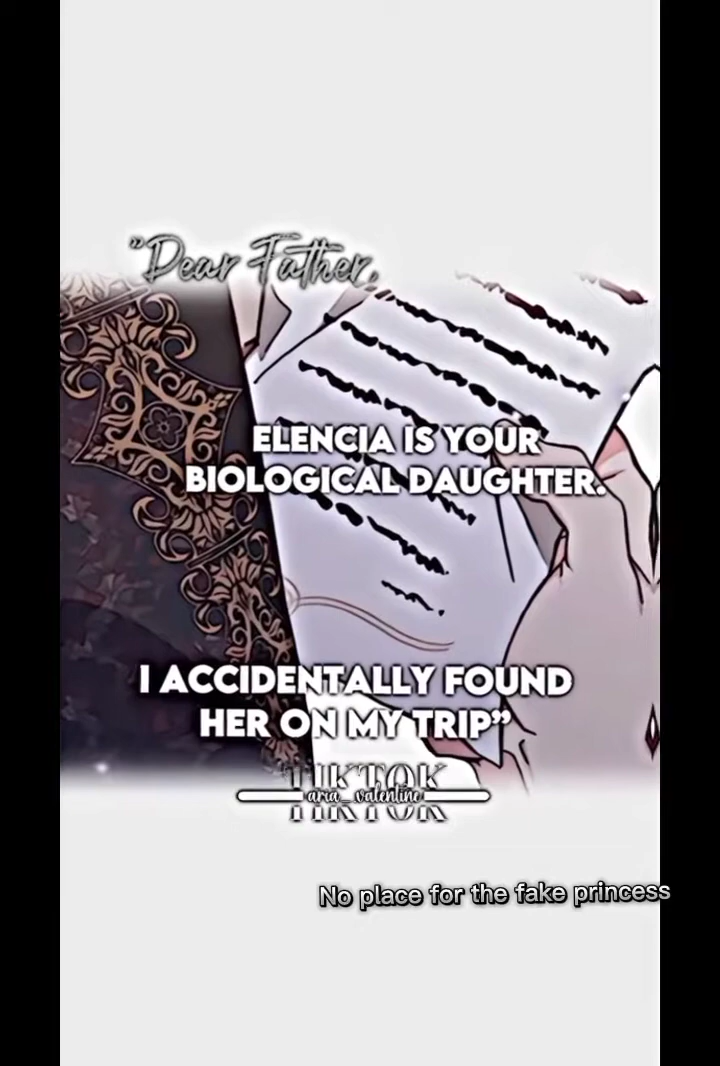 "Dear Father,
ELENCIA IS YOUR
BIOLOGICAL DAUGHTER.
I ACCIDENTALLY FOUND
HER ON MY TRIP"
TIKTOK
aria_valentine
TIKTOK
No place for the fake princess